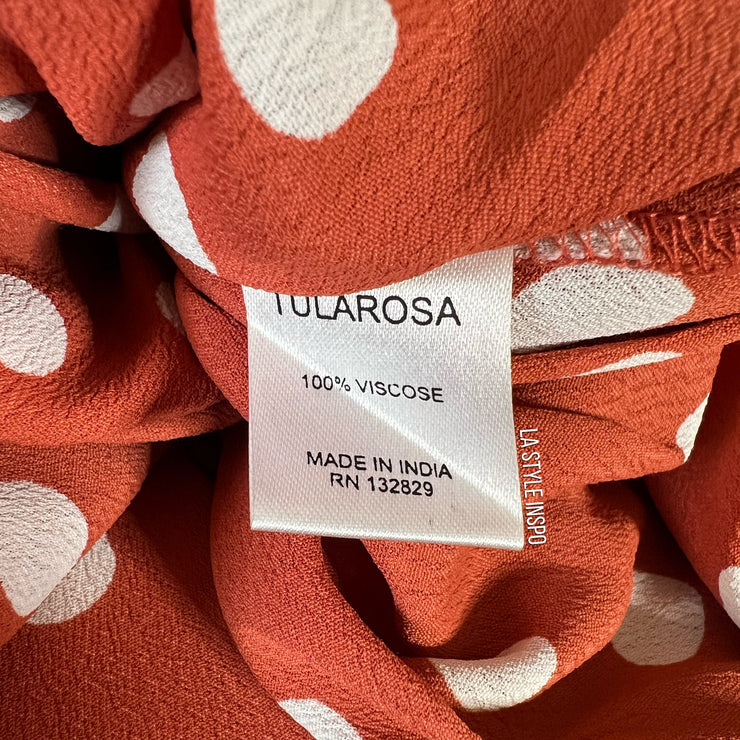 TULAROSA
100% VISCOSE
MADE IN INDIA
RN 132829
LA STYLE INSPO